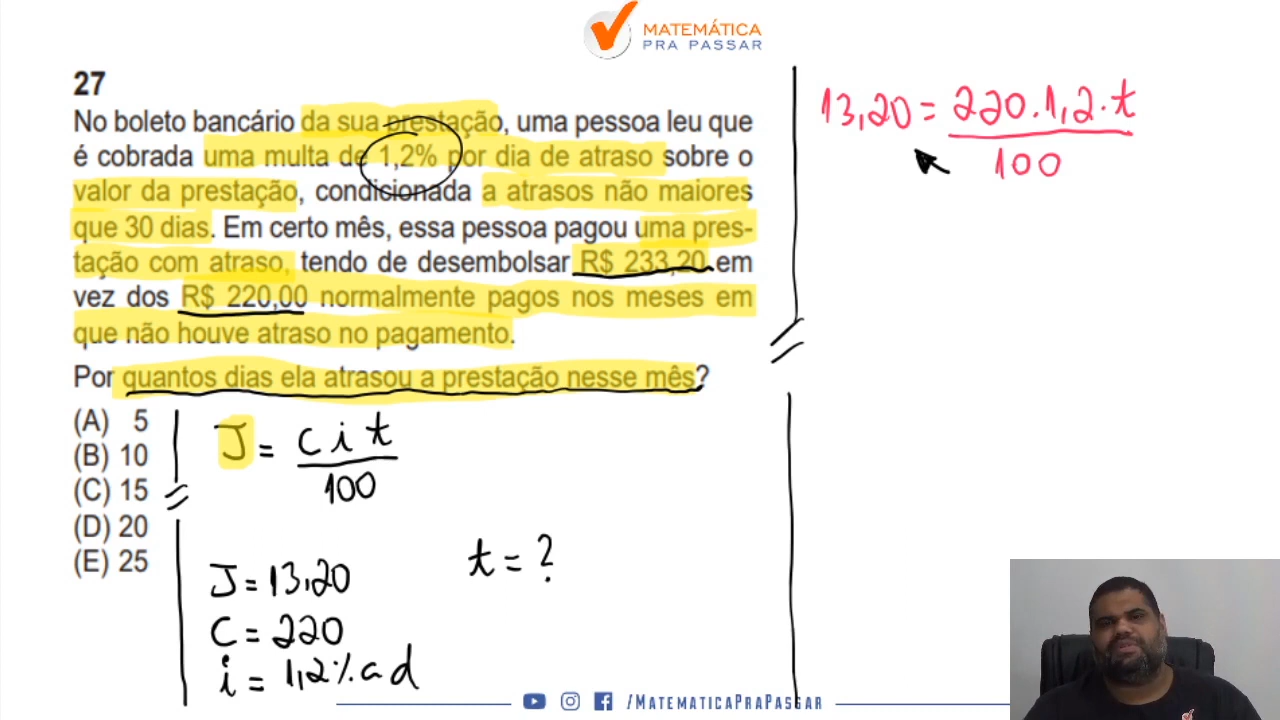 MATEMÁTICA
PRA PASSAR
27
No boleto bancário da sua prestação, uma pessoa leu que
é cobrada uma multa de 1,2% por dia de atraso sobre o
valor da prestação, condicionada a atrasos não maiores
que 30 dias. Em certo mês, essa pessoa pagou uma pres-
tação com atraso, tendo de desembolsar R$ 233,20 em
vez dos R$ 220,00 normalmente pagos nos meses em
que não houve atraso no pagamento.
Por quantos dias ela atrasou a prestação nesse mês?
(A) 5
(B) 10
(C) 15
(D) 20
(E) 25
J = c i t
100
J = 13,20
C = 220
i = 1,2% a d
t = ?
13,20 = 220 . 1,2 . t
100
/MATEMATICAPRAPASSAR